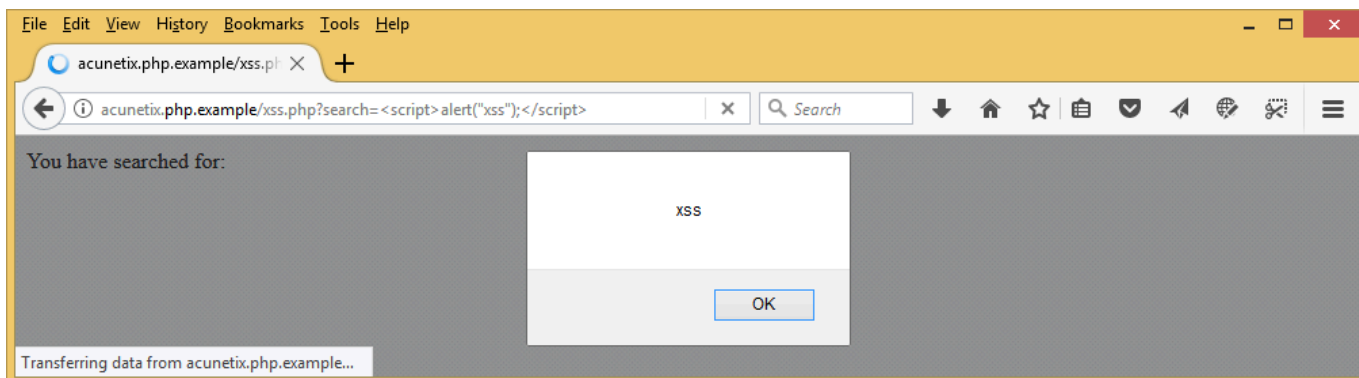 File Edit View History Bookmarks Tools Help
acunetix.php.example/xss.ph
acunetix.php.example/xss.php?search=<script>alert("xss");</script>
Search
You have searched for:
xss
OK
Transferring data from acunetix.php.example...